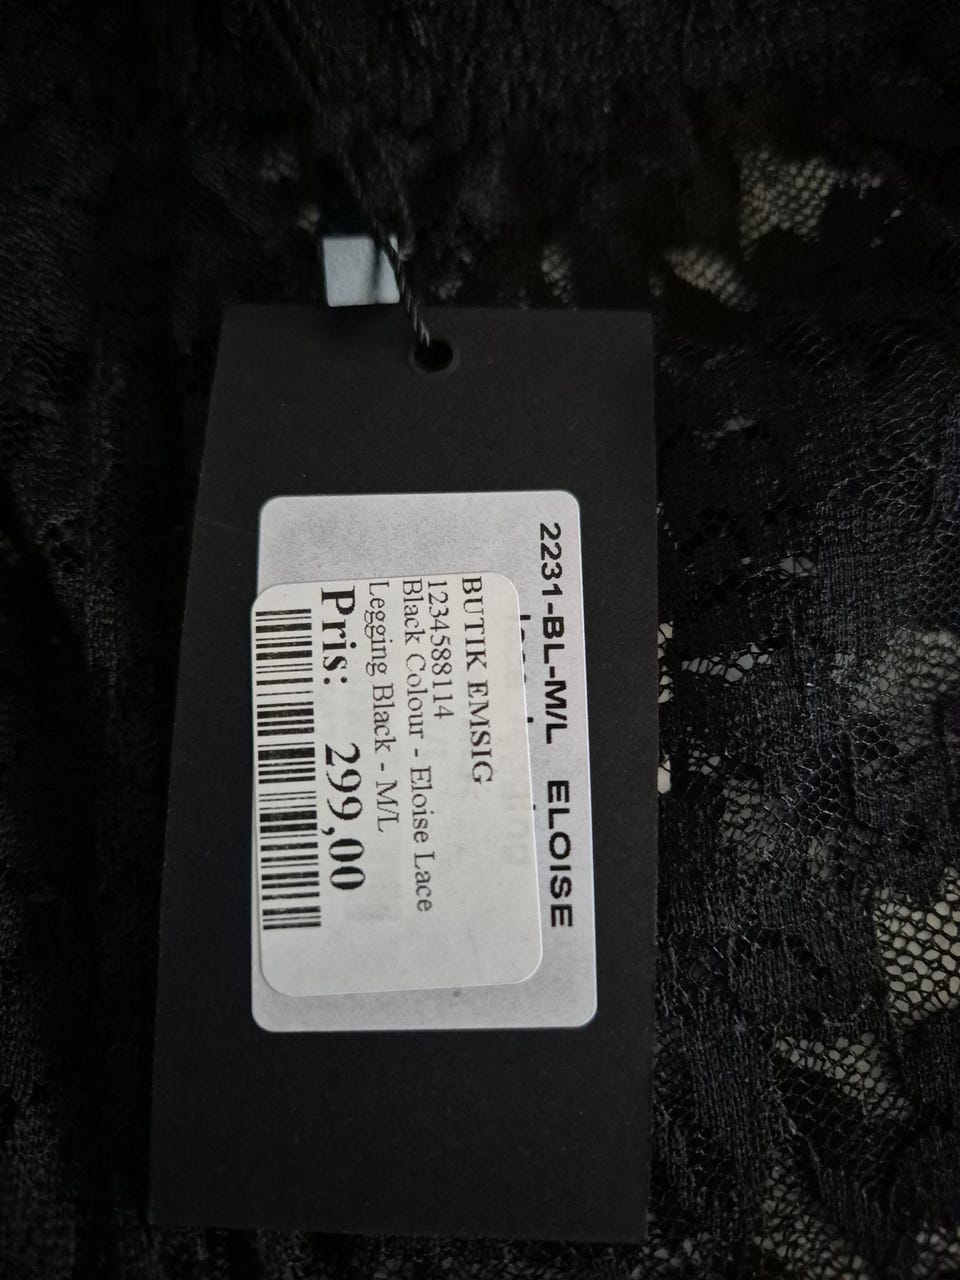 2231-BL-M/L ELOISE
BUTIK EMSIG
1234588114
Black Colour - Eloise Lace
Legging Black - M/L
Pris: 299,00